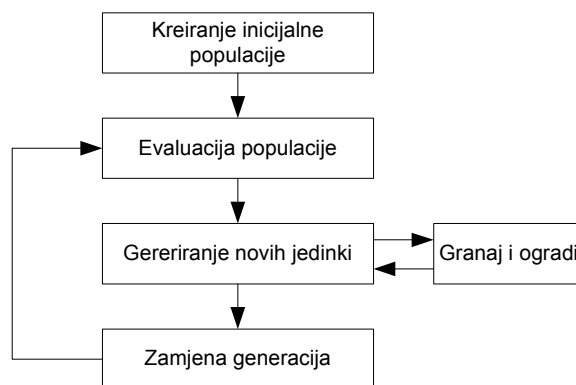 Kreiranje inicijalne
populacije
Evaluacija populacije
Gereriranje novih jedinki
Granaj i ogradi
Zamjena generacija